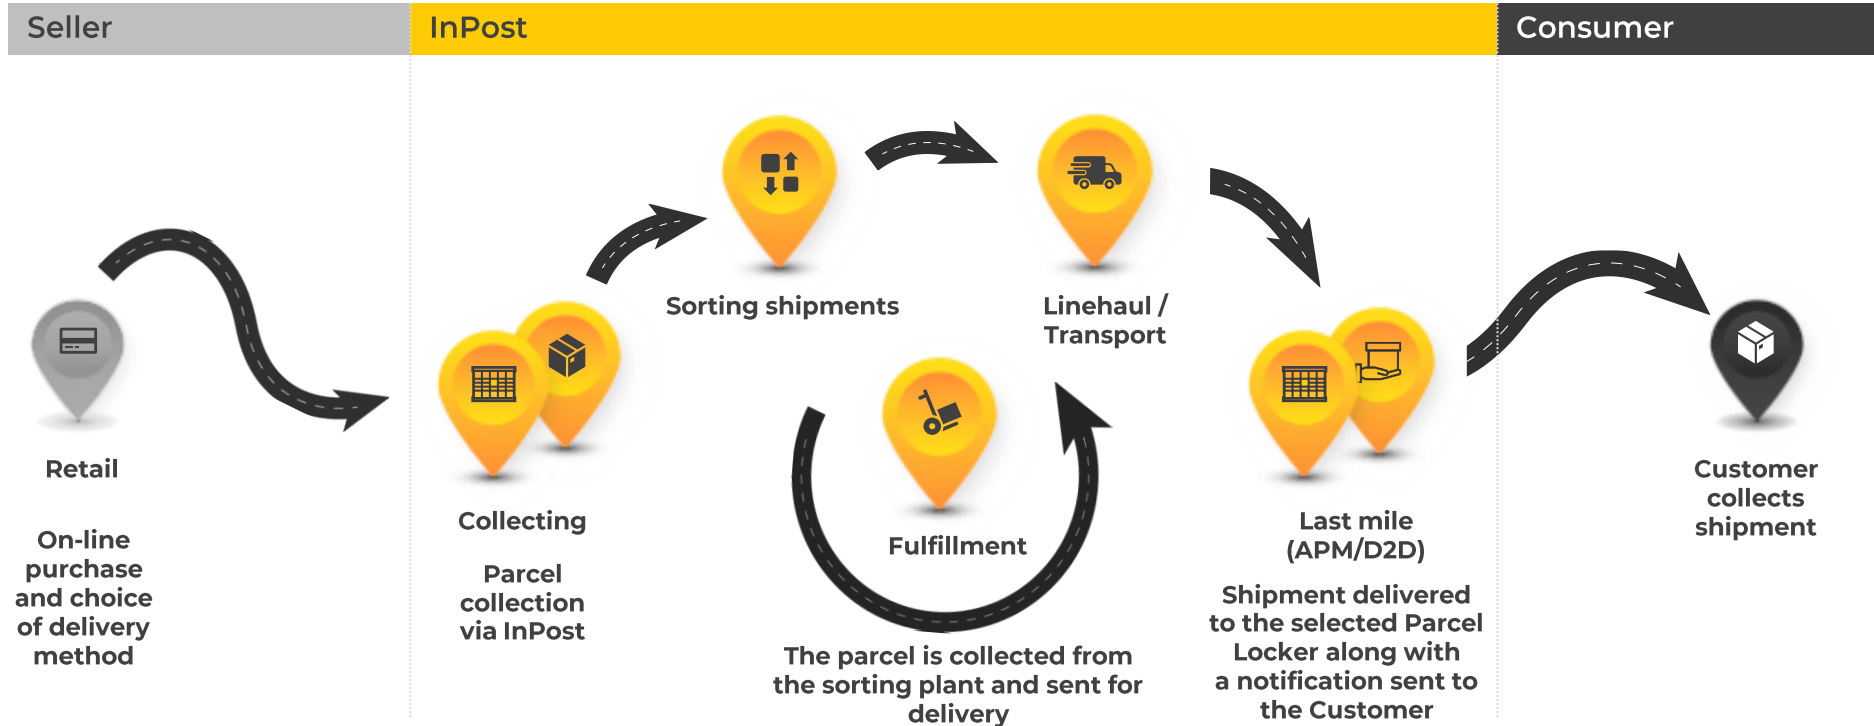 Seller
InPost
Consumer
Retail
On-line
purchase
and choice
of delivery
method
Collecting
Parcel
collection
via InPost
Sorting shipments
Linehaul /
Transport
Fulfillment
The parcel is collected from
the sorting plant and sent for
delivery
Last mile
(APM/D2D)
Shipment delivered
to the selected Parcel
Locker along with
a notification sent to
the Customer
Customer
collects
shipment